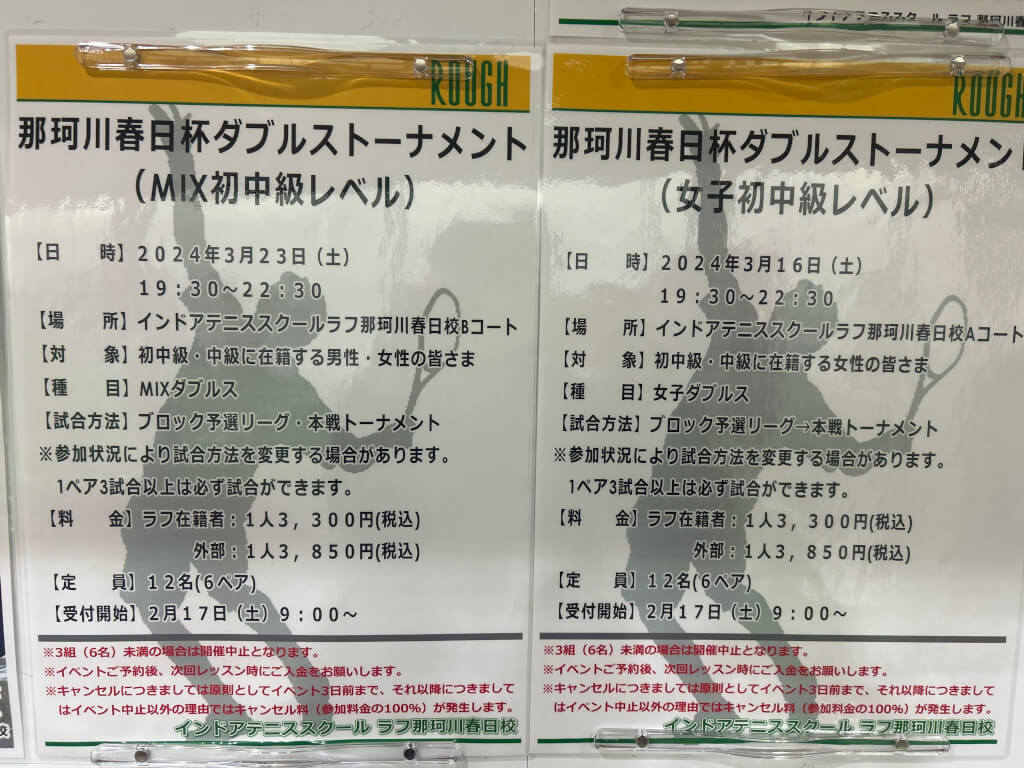 ROUGH
那珂川春日杯ダブルストーナメント
（MIX初中級レベル）
【日　時】２０２４年３月２３日（土）
１９：３０～２２：３０
【場　所】インドアテニススクールラフ那珂川春日校Bコート
【対　象】初中級・中級に在籍する男性・女性の皆さま
【種　目】MIXダブルス
【試合方法】ブロック予選リーグ・本戦トーナメント
※参加状況により試合方法を変更する場合があります。
1ペア3試合以上は必ず試合ができます。
【料　金】ラフ在籍者：１人３，３００円(税込)
外部：１人３，８５０円(税込)
【定　員】１２名(６ペア)
【受付開始】２月１７日（土）９：００～
※3組（6名）未満の場合は開催中止となります。
※イベントご予約後、次回レッスン時にご入金をお願いします。
※キャンセルにつきましては原則としてイベント3日前まで、それ以降につきまして
はイベント中止以外の理由ではキャンセル料（参加料金の100%）が発生します。
インドアテニススクール ラフ那珂川春日校
インドアテニススクール ラフ 那珂川春
ROUGH
那珂川春日杯ダブルストーナメント
（女子初中級レベル）
【日　時】２０２４年３月１６日（土）
１９：３０～２２：３０
【場　所】インドアテニススクールラフ那珂川春日校Aコート
【対　象】初中級・中級に在籍する女性の皆さま
【種　目】女子ダブルス
【試合方法】ブロック予選リーグ→本戦トーナメント
※参加状況により試合方法を変更する場合があります。
1ペア3試合以上は必ず試合ができます。
【料　金】ラフ在籍者：１人３，３００円(税込)
外部：１人３，８５０円(税込)
【定　員】１２名(６ペア)
【受付開始】２月１７日（土）９：００～
※3組（6名）未満の場合は開催中止となります。
※イベントご予約後、次回レッスン時にご入金をお願いします。
※キャンセルにつきましては原則としてイベント3日前まで、それ以降につきまして
はイベント中止以外の理由ではキャンセル料（参加料金の100%）が発生します。
インドアテニススクール ラフ那珂川春日校